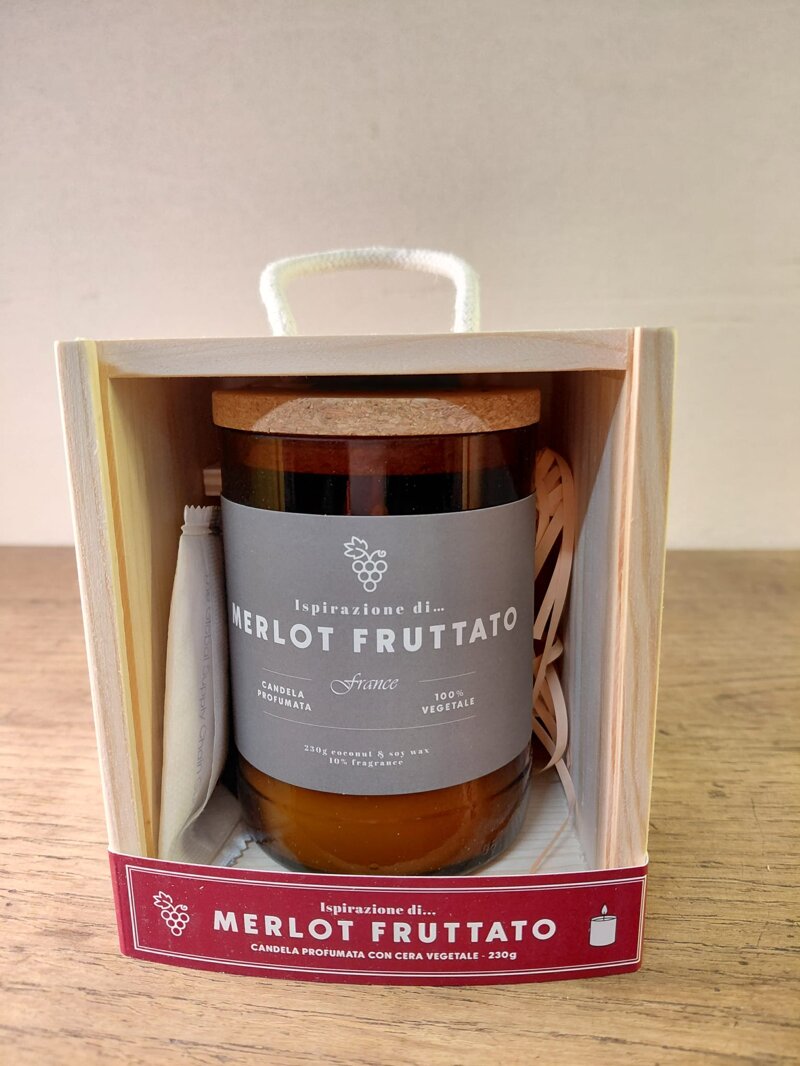 Ispirazione di...
MERLOT FRUTTATO
France
CANDELA
PROFUMATA
100%
VEGETALE
230g coconut & soy wax
10% fragrance
Ispirazione di...
MERLOT FRUTTATO
CANDELA PROFUMATA CON CERA VEGETALE - 230g